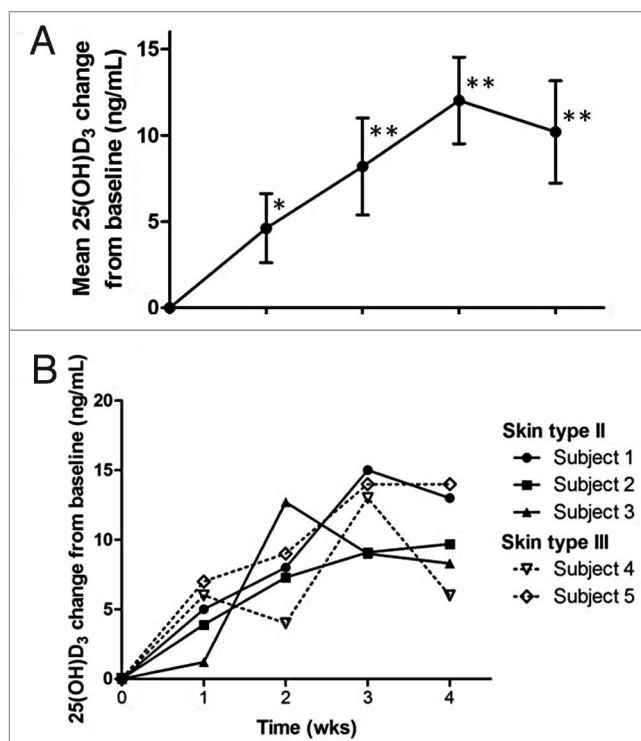 A
Mean 25(OH)D₃ change
from baseline (ng/mL)
15
10
5
0
*
**
**
**
B
25(OH)D₃ change from baseline (ng/mL)
20
15
10
5
0
0 1 2 3 4
Time (wks)
Skin type II
Subject 1
Subject 2
Subject 3
Skin type III
Subject 4
Subject 5